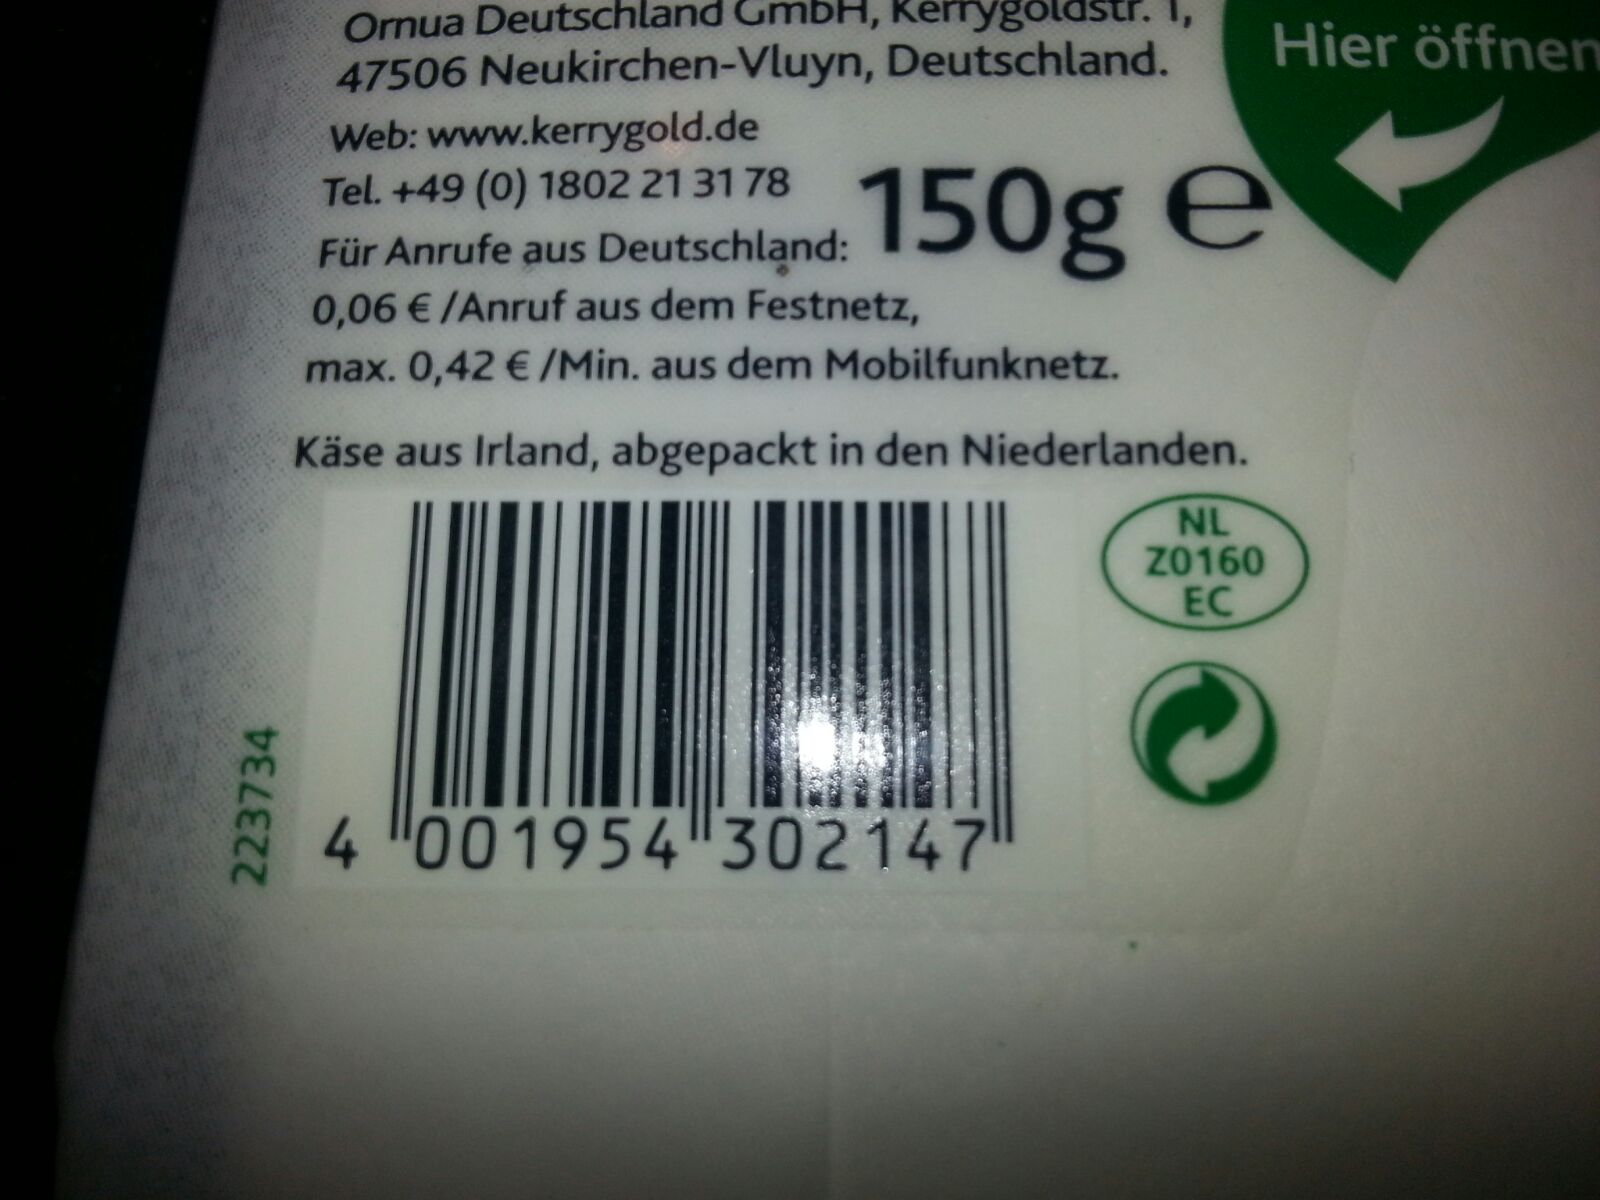 Ornua Deutschland GmbH, Kerrygoldstr. 1,
47506 Neukirchen-Vluyn, Deutschland.
Hier öffnen
Web: www.kerrygold.de
Tel. +49 (0) 1802 21 31 78
150g e
Für Anrufe aus Deutschland:
0,06 € /Anruf aus dem Festnetz,
max. 0,42 € /Min. aus dem Mobilfunknetz.
Käse aus Irland, abgepackt in den Niederlanden.
NL
Z0160
EC
223734
4 001954 302147